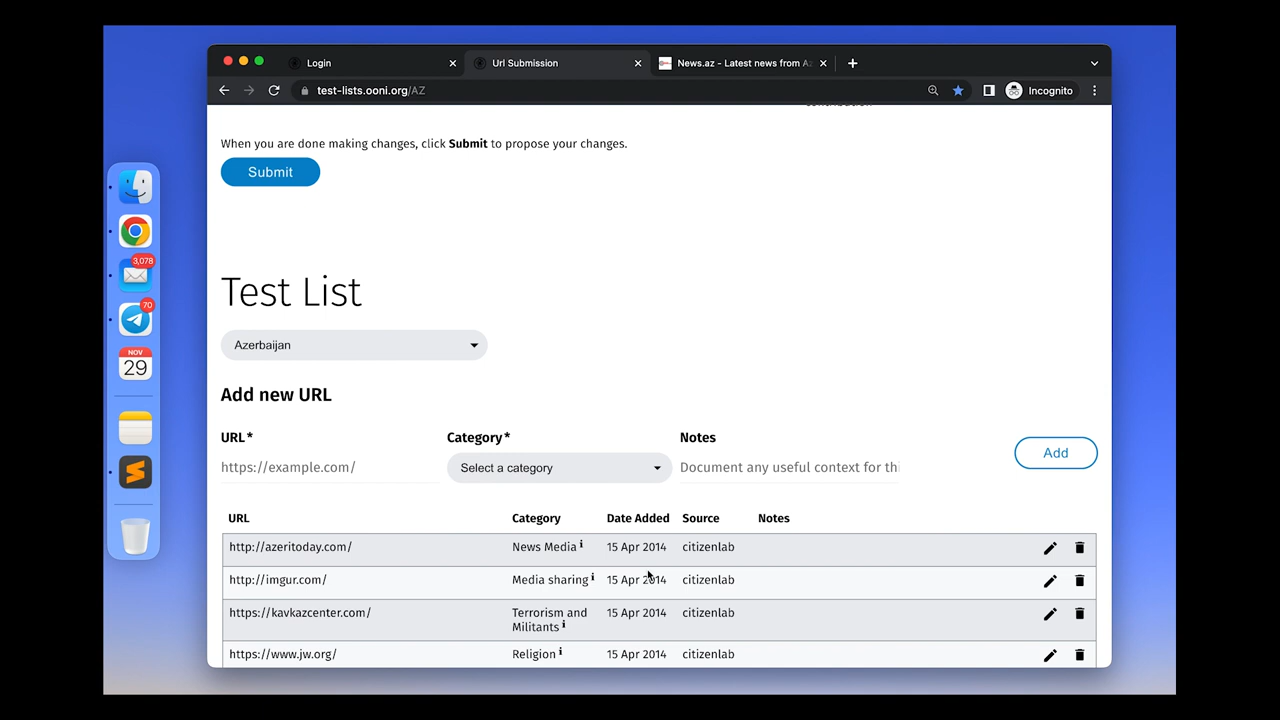 Login
Url Submission
News.az - Latest news from A
test-lists.ooni.org/AZ
Incognito
When you are done making changes, click Submit to propose your changes.
Submit
3,078
70
NOV
29
Test List
Azerbaijan
Add new URL
URL* Category* Notes
https://example.com/ Select a category Document any useful context for thi
Add
URL Category Date Added Source Notes
http://azeritoday.com/ News Media i 15 Apr 2014 citizenlab
http://imgur.com/ Media sharing i 15 Apr 2014 citizenlab
https://kavkazcenter.com/ Terrorism and 15 Apr 2014 citizenlab
Militants i
https://www.jw.org/ Religion i 15 Apr 2014 citizenlab